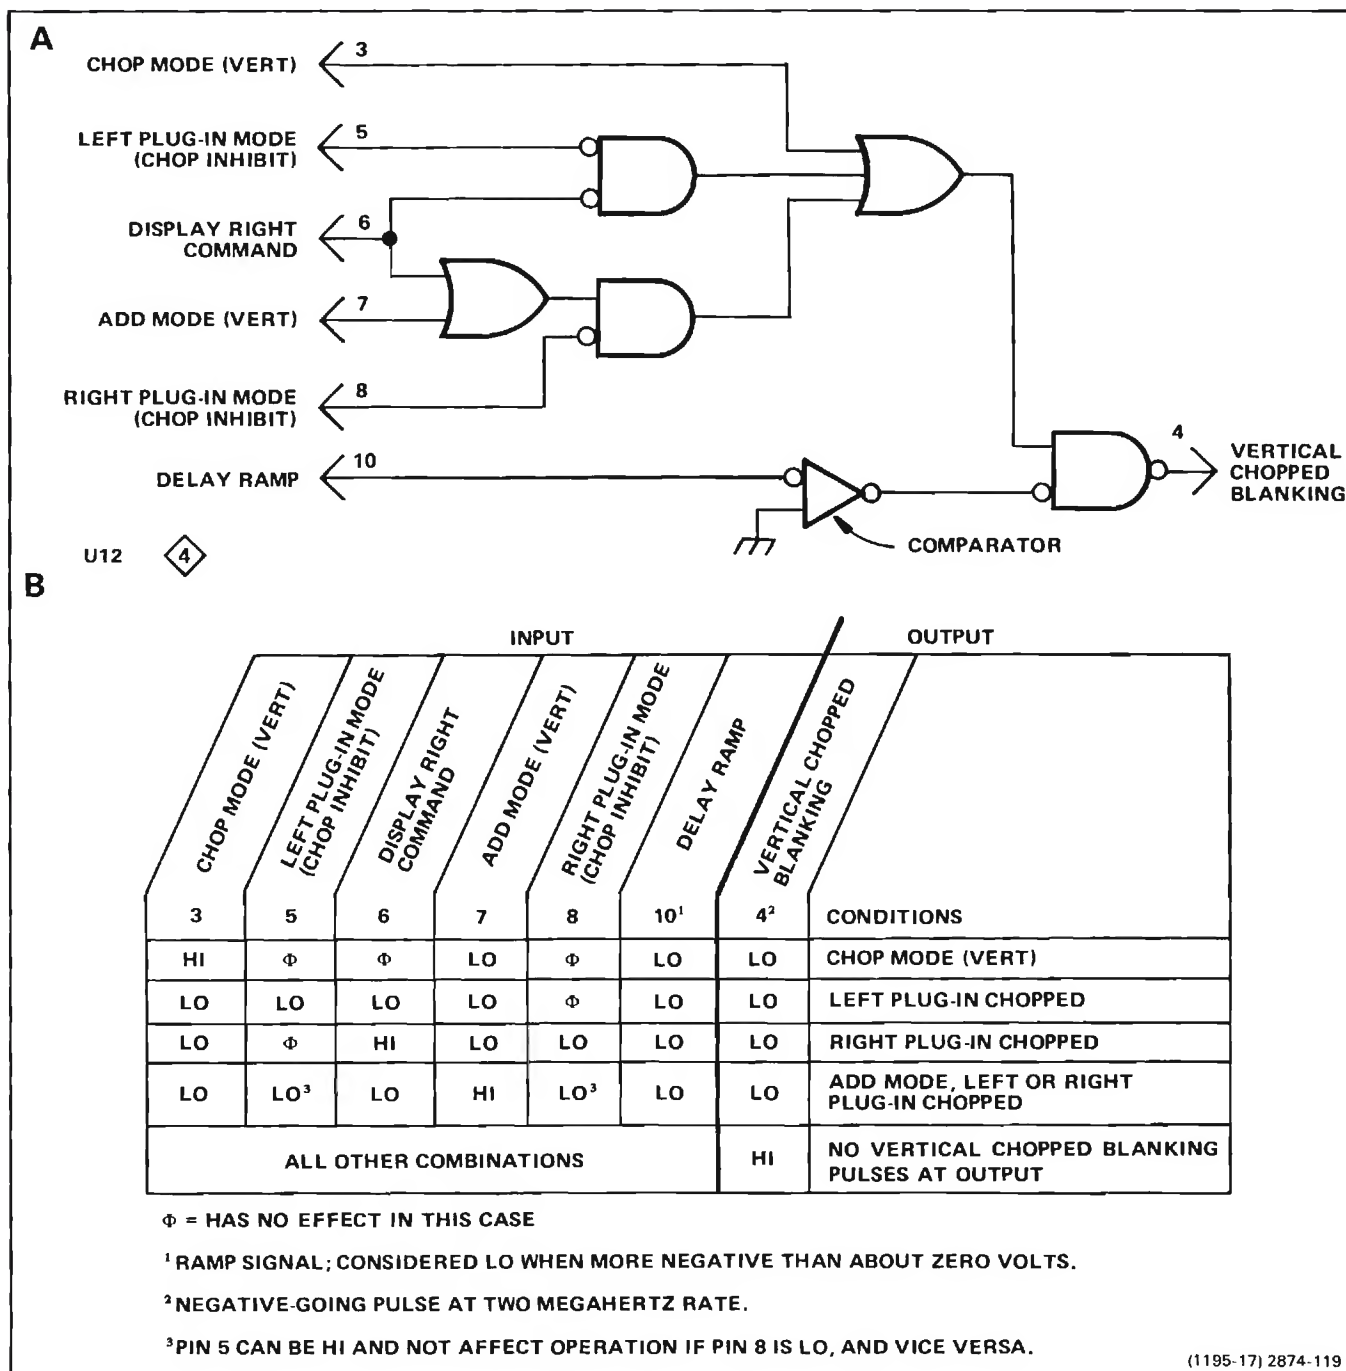 A
CHOP MODE (VERT) 3
LEFT PLUG-IN MODE
(CHOP INHIBIT) 5
DISPLAY RIGHT
COMMAND 6
ADD MODE (VERT) 7
RIGHT PLUG-IN MODE
(CHOP INHIBIT) 8
DELAY RAMP 10
4 VERTICAL
CHOPPED
BLANKING
COMPARATOR
U12 4
B
INPUT OUTPUT
CHOP MODE (VERT)
LEFT PLUG-IN MODE
(CHOP INHIBIT)
DISPLAY RIGHT
COMMAND
ADD MODE (VERT)
RIGHT PLUG-IN MODE
(CHOP INHIBIT)
DELAY RAMP
VERTICAL CHOPPED
BLANKING
3 5 6 7 8 10¹ 4² CONDITIONS
HI Φ Φ LO Φ LO LO CHOP MODE (VERT)
LO LO LO LO Φ LO LO LEFT PLUG-IN CHOPPED
LO Φ HI LO LO LO LO RIGHT PLUG-IN CHOPPED
LO LO³ LO HI LO³ LO LO ADD MODE, LEFT OR RIGHT
PLUG-IN CHOPPED
ALL OTHER COMBINATIONS HI NO VERTICAL CHOPPED BLANKING
PULSES AT OUTPUT
Φ = HAS NO EFFECT IN THIS CASE
¹RAMP SIGNAL; CONSIDERED LO WHEN MORE NEGATIVE THAN ABOUT ZERO VOLTS.
²NEGATIVE-GOING PULSE AT TWO MEGAHERTZ RATE.
³PIN 5 CAN BE HI AND NOT AFFECT OPERATION IF PIN 8 IS LO, AND VICE VERSA.
(1195-17) 2874-119